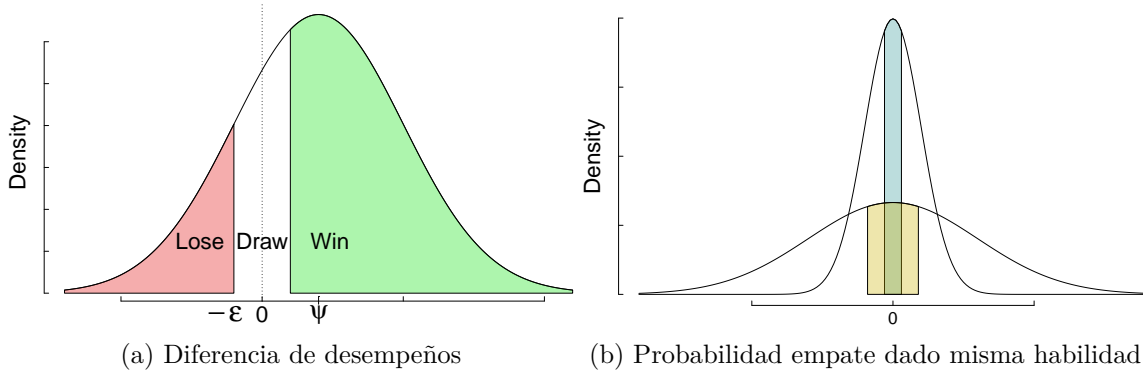 Density
Lose
Draw
Win
−ε
0
ψ
(a) Diferencia de desempeños
Density
0
(b) Probabilidad empate dado misma habilidad